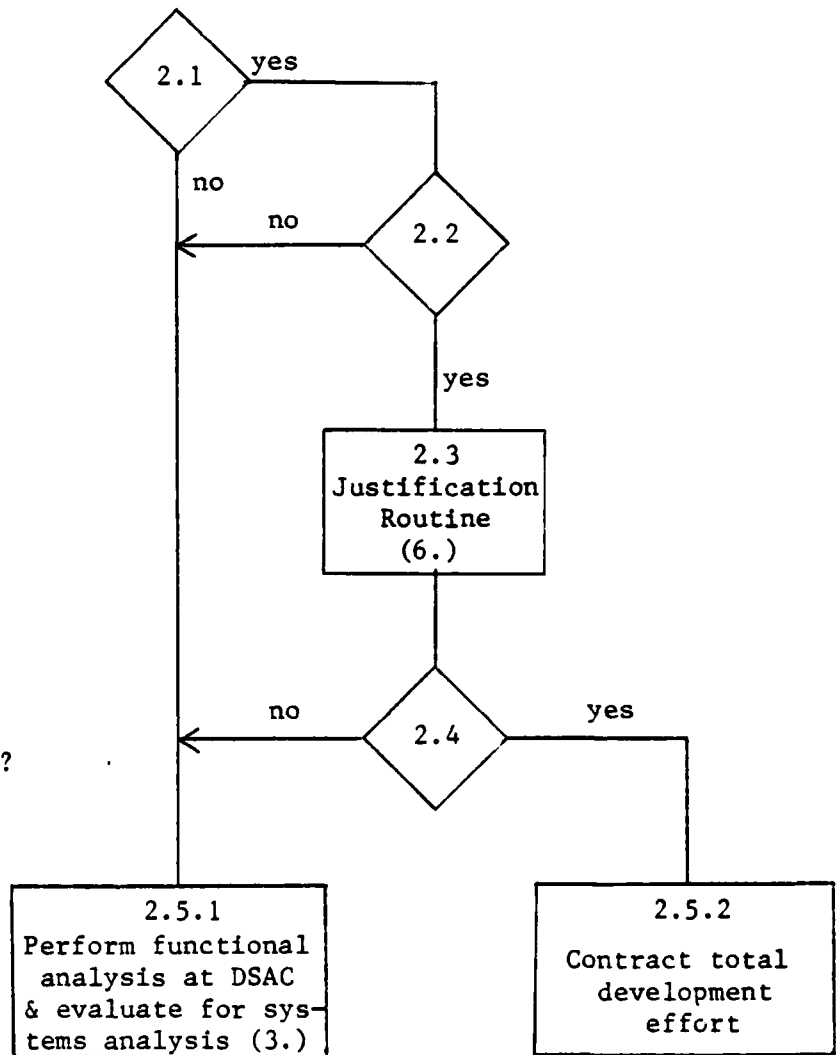 2.1
yes
no
no
2.2
yes
2.3
Justification
Routine
(6.)
no
2.4
yes
?
2.5.1
Perform functional
analysis at DSAC
& evaluate for sys-
tems analysis (3.)
2.5.2
Contract total
development
effort